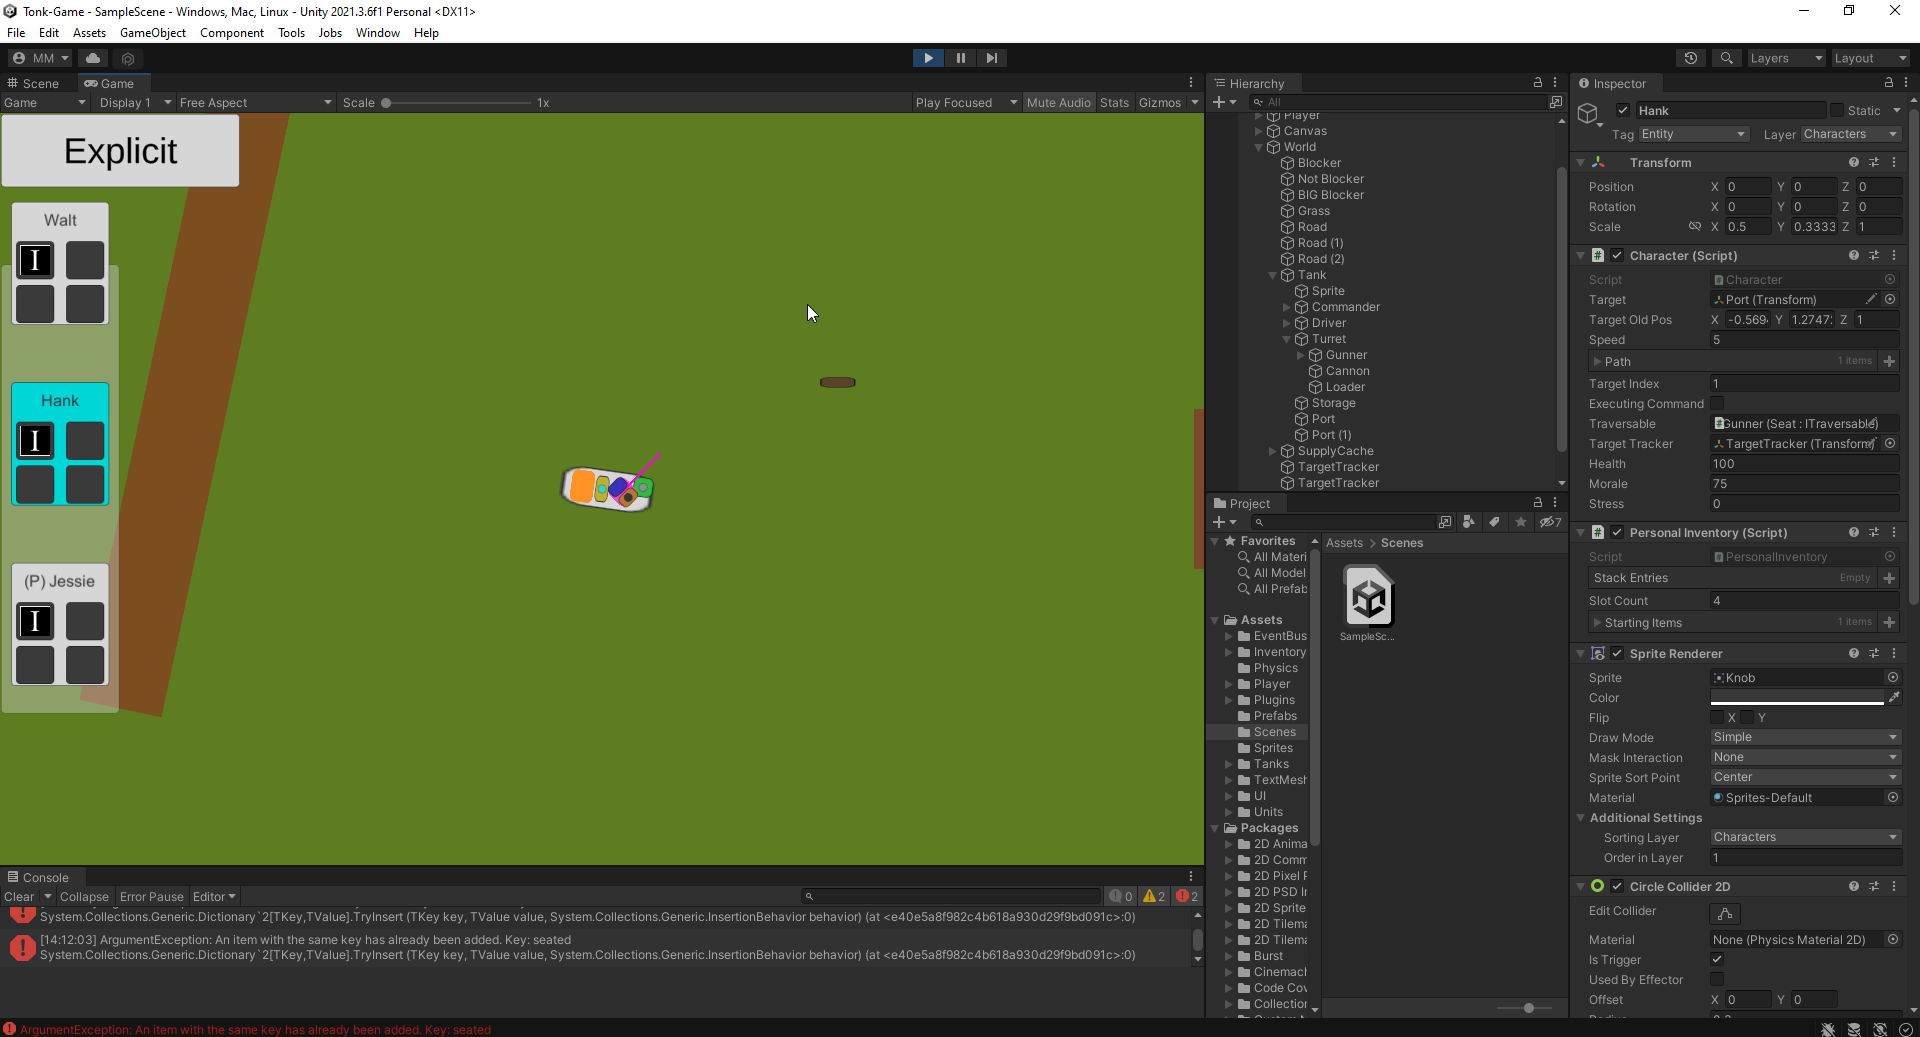 Tonk-Game - SampleScene - Windows, Mac, Linux - Unity 2021.3.6f1 Personal <DX11>
File Edit Assets GameObject Component Tools Jobs Window Help
MM Layers Layout
Scene Game
Game Display 1 Free Aspect Scale 1x Play Focused Mute Audio Stats Gizmos
Explicit
Walt
I
Hank
I
(P) Jessie
I
Console
Clear Collapse Error Pause Editor 0 2 2
System.Collections.Generic.Dictionary`2[TKey,TValue].TryInsert (TKey key, TValue value, System.Collections.Generic.InsertionBehavior behavior) (at <e40e5a8f982c4b618a930d29f9bd091c>:0)
[14:12:03] ArgumentException: An item with the same key has already been added. Key: seated
System.Collections.Generic.Dictionary`2[TKey,TValue].TryInsert (TKey key, TValue value, System.Collections.Generic.InsertionBehavior behavior) (at <e40e5a8f982c4b618a930d29f9bd091c>:0)
ArgumentException: An item with the same key has already been added. Key: seated
Hierarchy
All
Player
Canvas
World
Blocker
Not Blocker
BIG Blocker
Grass
Road
Road (1)
Road (2)
Tank
Sprite
Commander
Driver
Turret
Gunner
Cannon
Loader
Storage
Port
Port (1)
SupplyCache
TargetTracker
TargetTracker
Project
7
Favorites
All Materi
All Model
All Prefab
Assets
EventBus
Inventory
Physics
Player
Plugins
Prefabs
Scenes
Sprites
Tanks
TextMesh
UI
Units
Packages
2D Anima
2D Comm
2D Pixel P
2D PSD Ir
2D Sprite
2D Tilema
2D Tilema
Burst
Cinemach
Code Cov
Collection
Assets > Scenes
SampleSc...
Inspector
Hank Static
Tag Entity Layer Characters
Transform
Position X 0 Y 0 Z 0
Rotation X 0 Y 0 Z 0
Scale X 0.5 Y 0.3333 Z 1
Character (Script)
Script Character
Target Port (Transform)
Target Old Pos X -0.569 Y 1.2747 Z 1
Speed 5
Path 1 items
Target Index 1
Executing Command
Traversable Gunner (Seat : ITraversable)
Target Tracker TargetTracker (Transform)
Health 100
Morale 75
Stress 0
Personal Inventory (Script)
Script PersonalInventory
Stack Entries Empty
Slot Count 4
Starting Items 1 items
Sprite Renderer
Sprite Knob
Color
Flip X Y
Draw Mode Simple
Mask Interaction None
Sprite Sort Point Center
Material Sprites-Default
Additional Settings
Sorting Layer Characters
Order in Layer 1
Circle Collider 2D
Edit Collider
Material None (Physics Material 2D)
Is Trigger
Used By Effector
Offset X 0 Y 0